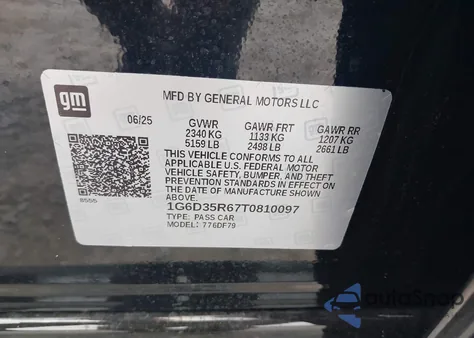 gm
MFD BY GENERAL MOTORS LLC
06/25 GVWR GAWR FRT GAWR RR
2340 KG 1133 KG 1207 KG
5159 LB 2498 LB 2661 LB
THIS VEHICLE CONFORMS TO ALL
APPLICABLE U.S. FEDERAL MOTOR
VEHICLE SAFETY, BUMPER, AND THEFT
PREVENTION STANDARDS IN EFFECT ON
THE DATE OF MANUFACTURE SHOWN
ABOVE.
8555
1G6D35R67T0810097
TYPE: PASS CAR
MODEL: 776DF79
AutoSnap